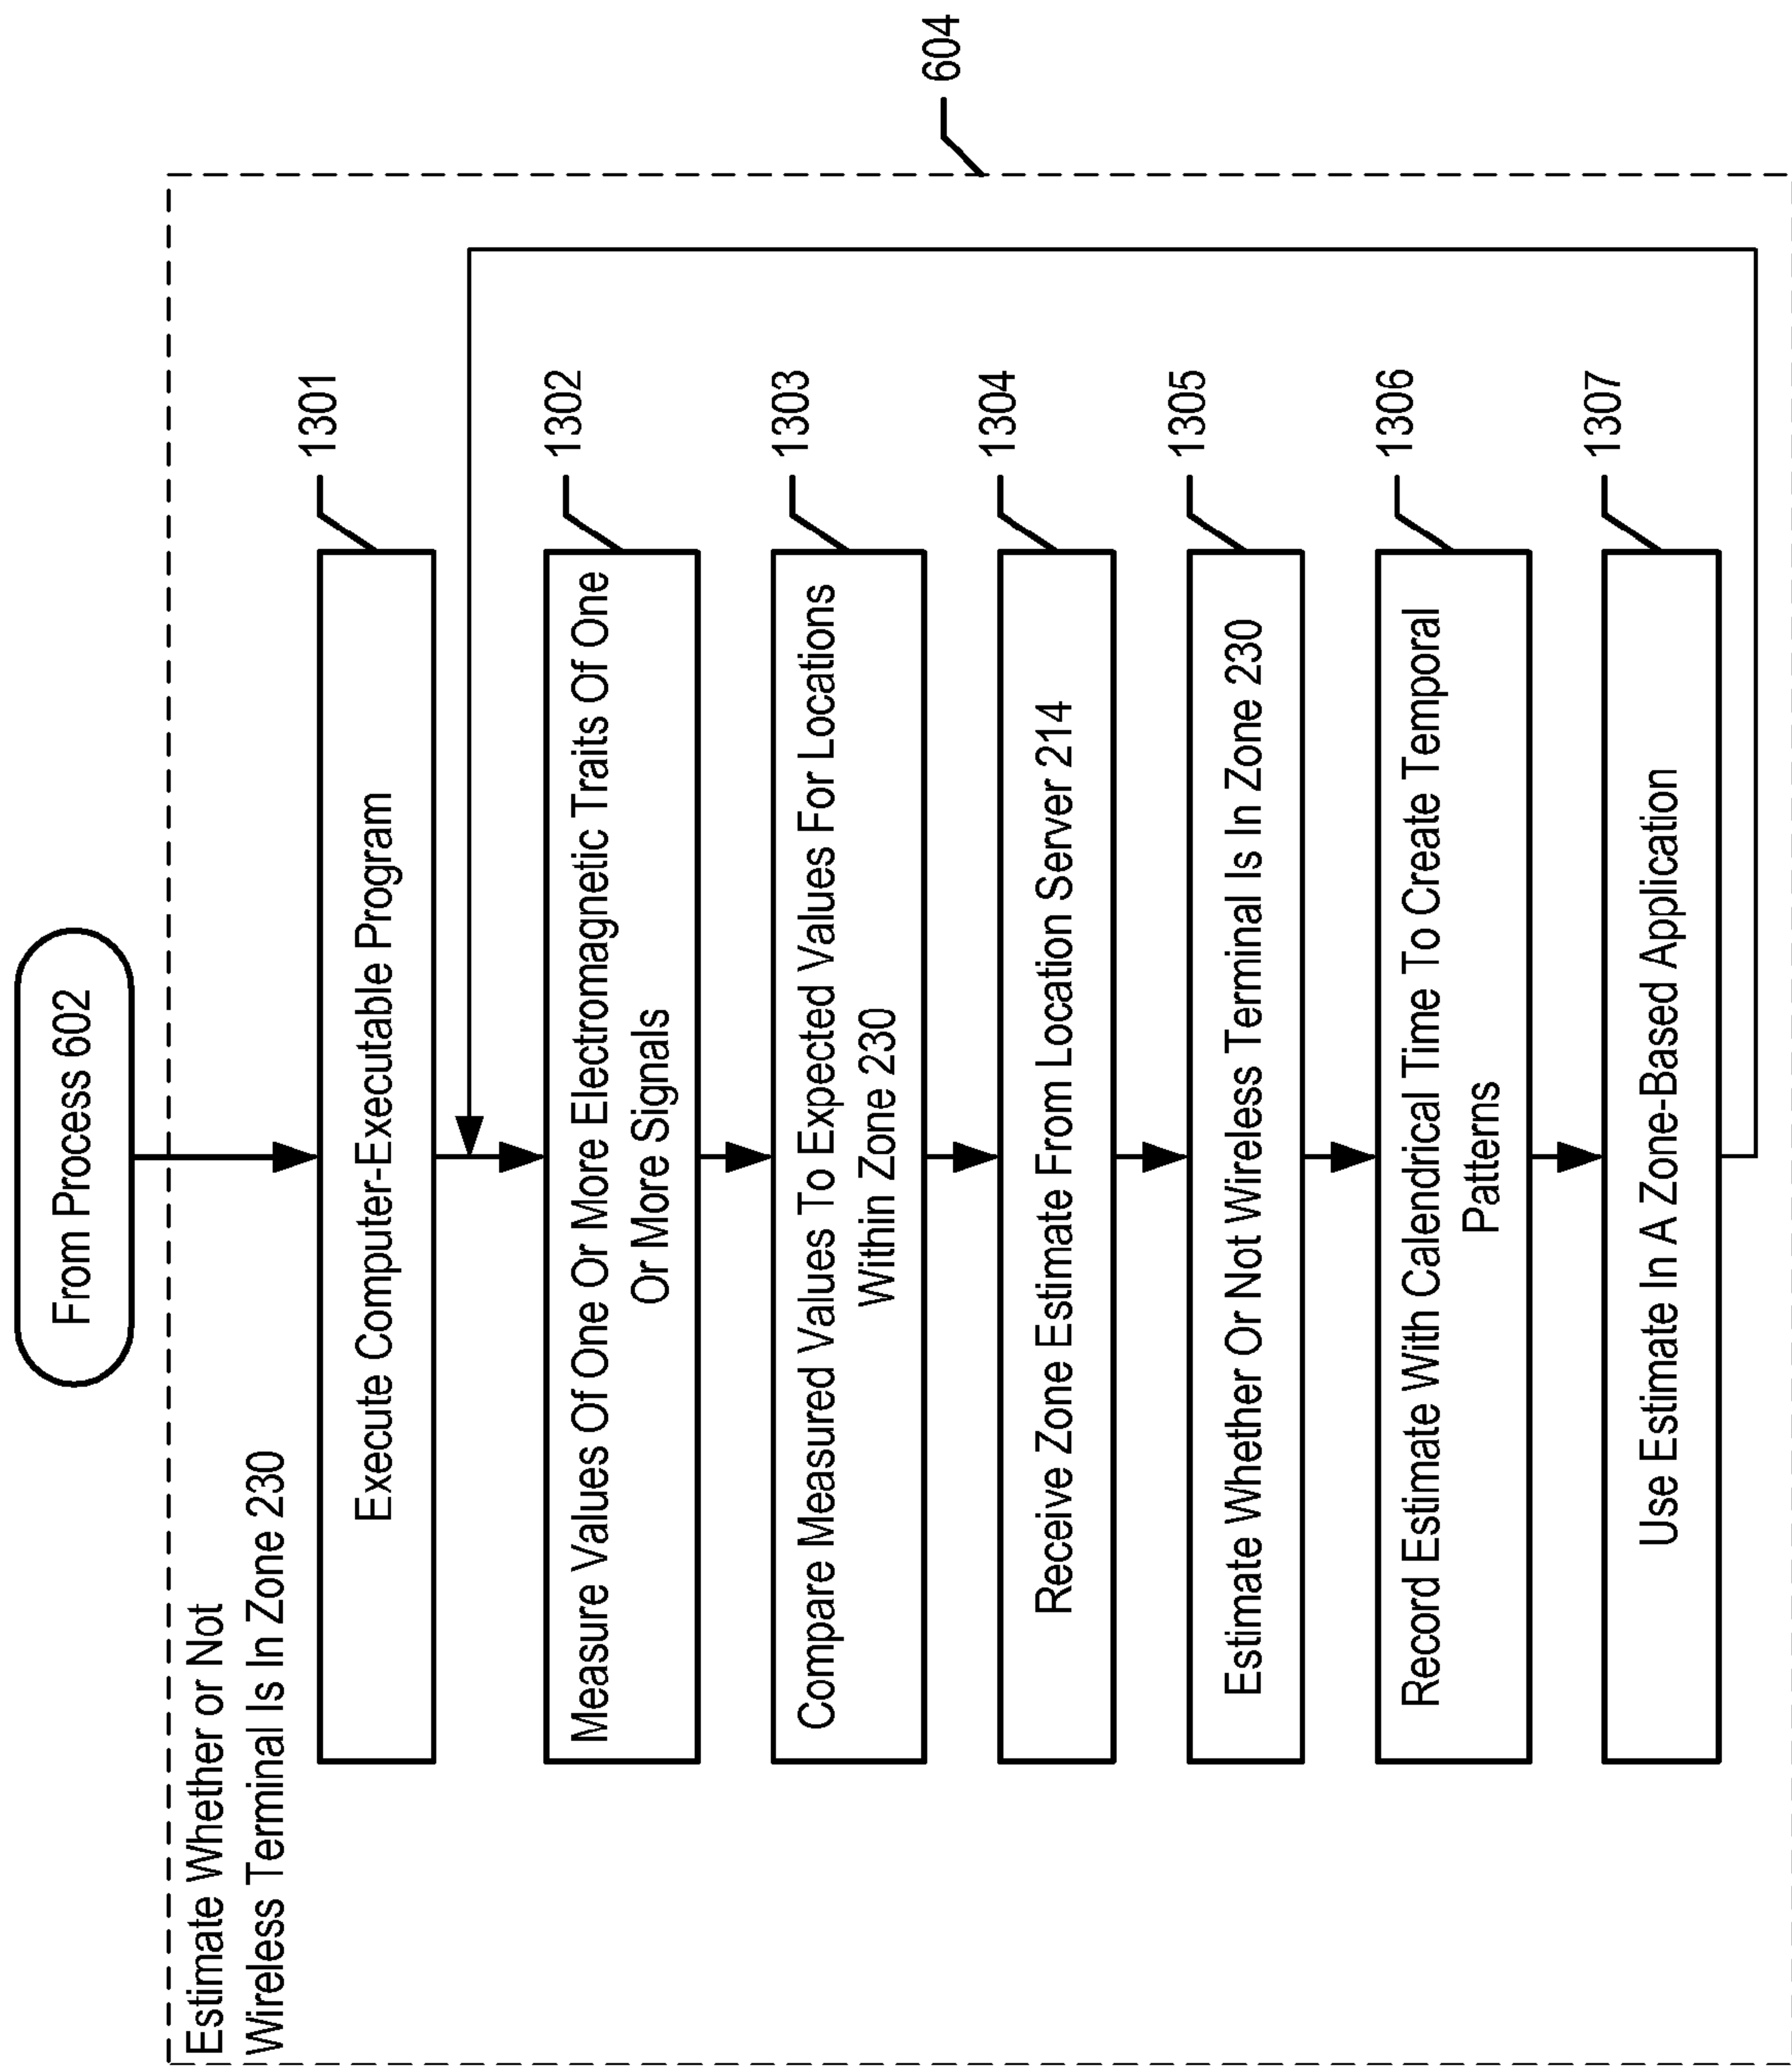 From Process 602
Estimate Whether or Not
Wireless Terminal Is In Zone 230
604
1301
Execute Computer-Executable Program
1302
Measure Values Of One Or More Electromagnetic Traits Of One
Or More Signals
1303
Compare Measured Values To Expected Values For Locations
Within Zone 230
1304
Receive Zone Estimate From Location Server 214
1305
Estimate Whether Or Not Wireless Terminal Is In Zone 230
1306
Record Estimate With Calendrical Time To Create Temporal
Patterns
1307
Use Estimate In A Zone-Based Application